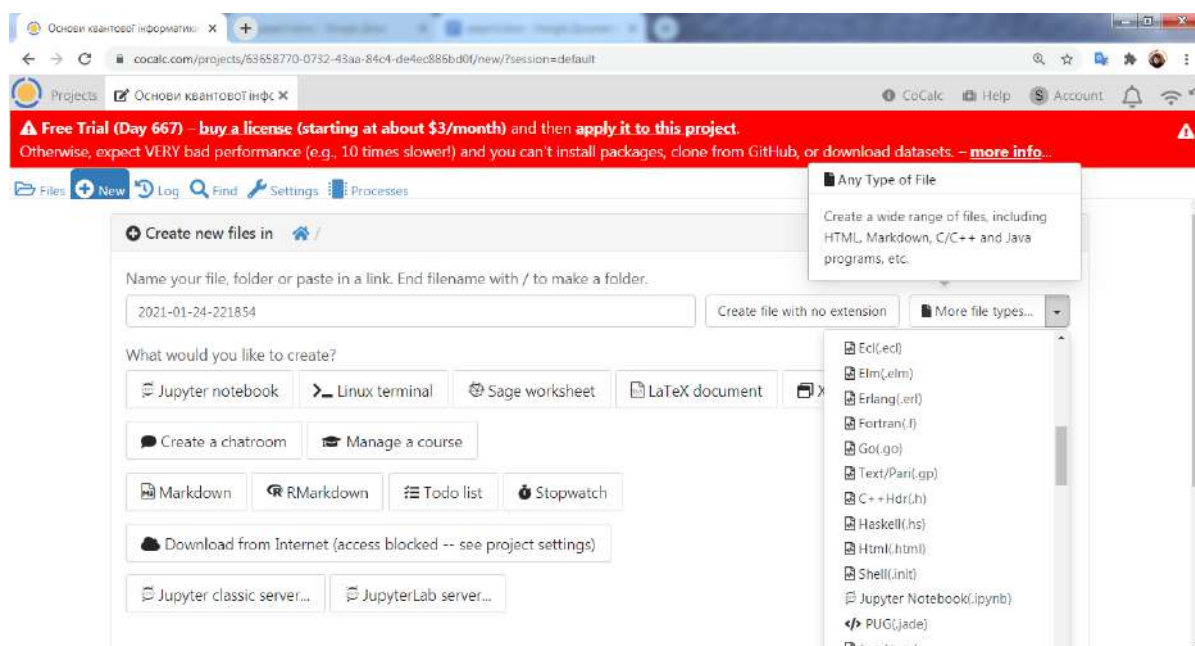 Основи квантової інформатик
cocalc.com/projects/63658770-0732-43aa-84c4-de4ec886bd0f/new/?session=default
Projects Основи квантової інфс CoCalc Help S Account
Free Trial (Day 667) – buy a license (starting at about $3/month) and then apply it to this project.
Otherwise, expect VERY bad performance (e.g., 10 times slower!) and you can't install packages, clone from GitHub, or download datasets. – more info...
Files New Log Find Settings Processes
Any Type of File
Create a wide range of files, including
HTML, Markdown, C/C++ and Java
programs, etc.
Create new files in /
Name your file, folder or paste in a link. End filename with / to make a folder.
2021-01-24-221854 Create file with no extension More file types...
What would you like to create?
Jupyter notebook Linux terminal Sage worksheet LaTeX document X
Create a chatroom Manage a course
Markdown RMarkdown Todo list Stopwatch
Download from Internet (access blocked -- see project settings)
Jupyter classic server... JupyterLab server...
Ecl(.ecl)
Elm(.elm)
Erlang(.erl)
Fortran(.f)
Go(.go)
Text/Pari(.gp)
C++Hdr(.h)
Haskell(.hs)
Html(.html)
Shell(.init)
Jupyter Notebook(.ipynb)
PUG(.jade)